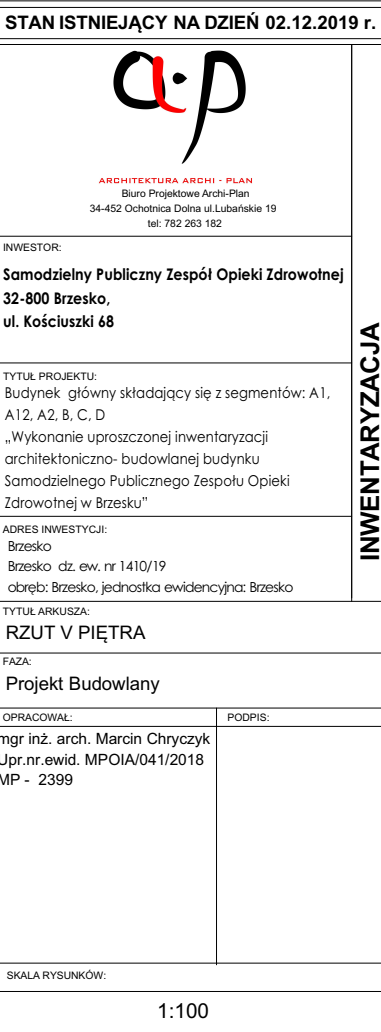 STAN ISTNIEJĄCY NA DZIEŃ 02.12.2019 r.
ap
ARCHITEKTURA ARCHI - PLAN
Biuro Projektowe Archi-Plan
34-452 Ochotnica Dolna ul.Lubańskie 19
tel: 782 263 182
INWESTOR:
Samodzielny Publiczny Zespół Opieki Zdrowotnej
32-800 Brzesko,
ul. Kościuszki 68
TYTUŁ PROJEKTU:
Budynek główny składający się z segmentów: A1,
A12, A2, B, C, D
„Wykonanie uproszczonej inwentaryzacji
architektoniczno- budowlanej budynku
Samodzielnego Publicznego Zespołu Opieki
Zdrowotnej w Brzesku”
ADRES INWESTYCJI:
Brzesko
Brzesko dz. ew. nr 1410/19
obręb: Brzesko, jednostka ewidencyjna: Brzesko
INWENTARYZACJA
TYTUŁ ARKUSZA:
RZUT V PIĘTRA
FAZA:
Projekt Budowlany
OPRACOWAŁ:
PODPIS:
mgr inż. arch. Marcin Chryczyk
Upr.nr.ewid. MPOIA/041/2018
MP - 2399
SKALA RYSUNKÓW:
1:100